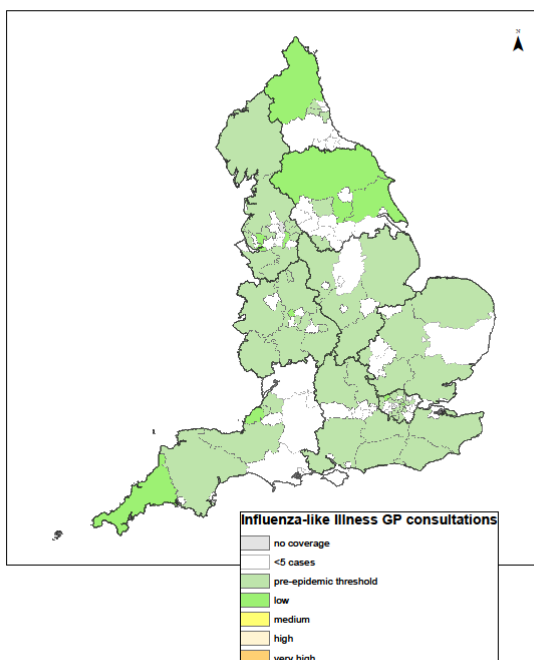 Influenza-like Illness GP consultations
no coverage
<5 cases
pre-epidemic threshold
low
medium
high
very high